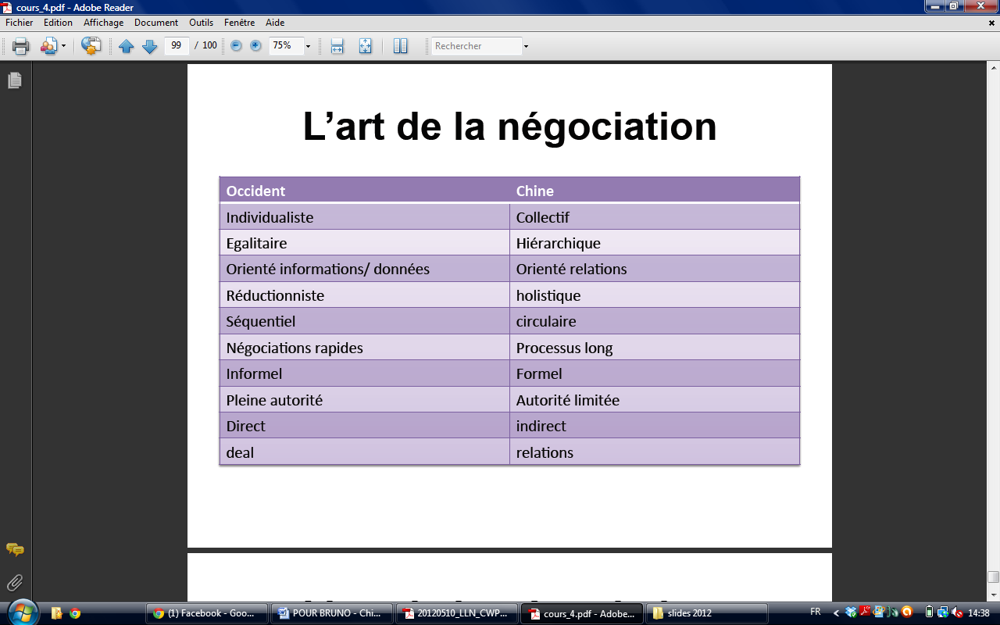 cours_4.pdf - Adobe Reader
Fichier Edition Affichage Document Outils Fenêtre Aide
99 / 100 75% Rechercher
L’art de la négociation
Occident Chine
Individualiste Collectif
Egalitaire Hiérarchique
Orienté informations/ données Orienté relations
Réductionniste holistique
Séquentiel circulaire
Négociations rapides Processus long
Informel Formel
Pleine autorité Autorité limitée
Direct indirect
deal relations
(1) Facebook - Goo... POUR BRUNO - Chi... 20120510_LLN_CWP... cours_4.pdf - Adobe... slides 2012 FR 14:38